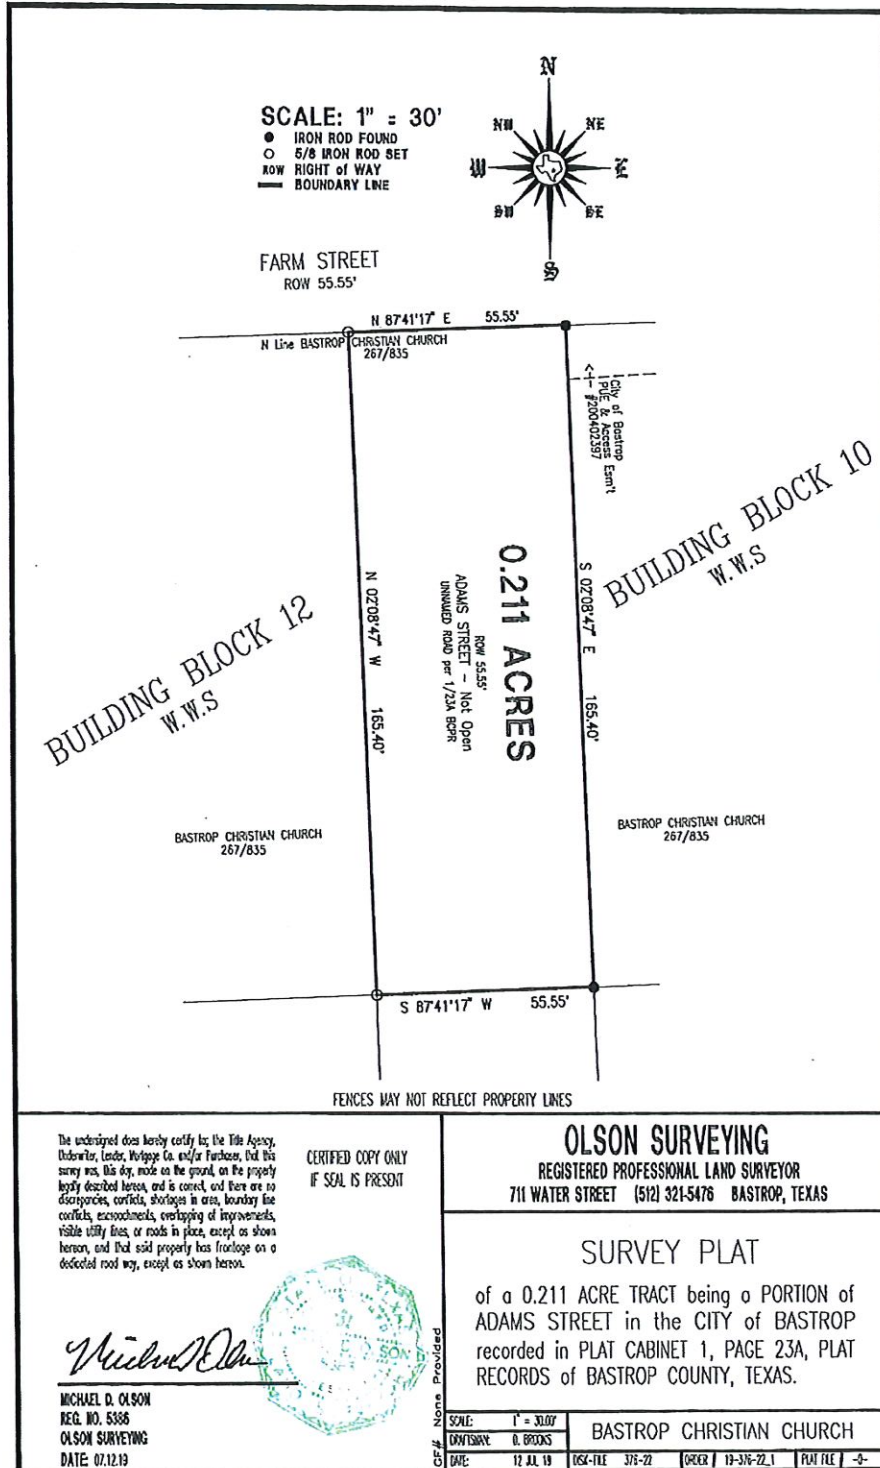 N
NW
NE
W
E
SW
SE
S
SCALE: 1" = 30'
IRON ROD FOUND
5/8 IRON ROD SET
ROW RIGHT of WAY
BOUNDARY LINE
FARM STREET
ROW 55.55'
N 87°41'17" E 55.55'
N Line BASTROP CHRISTIAN CHURCH
267/835
City of Bastrop
PUE & Access Esm't
#200402397
BUILDING BLOCK 10
W.W.S
BUILDING BLOCK 12
W.W.S
N 02°08'47" W 165.40'
0.211 ACRES
ROW 55.55'
ADAMS STREET - Not Open
UNNAMED ROAD per 1/23A BCPR
S 02°08'47" E 165.40'
BASTROP CHRISTIAN CHURCH
267/835
BASTROP CHRISTIAN CHURCH
267/835
S 87°41'17" W 55.55'
FENCES MAY NOT REFLECT PROPERTY LINES
The undersigned does hereby certify to; the Title Agency,
Underwriter, Lender, Mortgage Co. and/or Purchaser, that this
survey was, this day, made on the ground, on the property
legally described hereon, and is correct, and there are no
discrepancies, conflicts, shortages in area, boundary line
conflicts, encroachments, overlapping of improvements,
visible utility lines, or roads in place, except as shown
hereon, and that said property has frontage on a
dedicated road way, except as shown hereon.
CERTIFIED COPY ONLY
IF SEAL IS PRESENT
MICHAEL D. OLSON
REG. NO. 5386
OLSON SURVEYING
DATE: 07.12.19
GF# None Provided
OLSON SURVEYING
REGISTERED PROFESSIONAL LAND SURVEYOR
711 WATER STREET (512) 321-5476 BASTROP, TEXAS
SURVEY PLAT
of a 0.211 ACRE TRACT being a PORTION of
ADAMS STREET in the CITY of BASTROP
recorded in PLAT CABINET 1, PAGE 23A, PLAT
RECORDS of BASTROP COUNTY, TEXAS.
SCALE: 1" = 30.00'
DRAFTSMAN: D. BROOKS
DATE: 12 JUL 19
BASTROP CHRISTIAN CHURCH
DISK-FILE 376-22 ORDER 19-376-22_1 PLAT FILE -0-